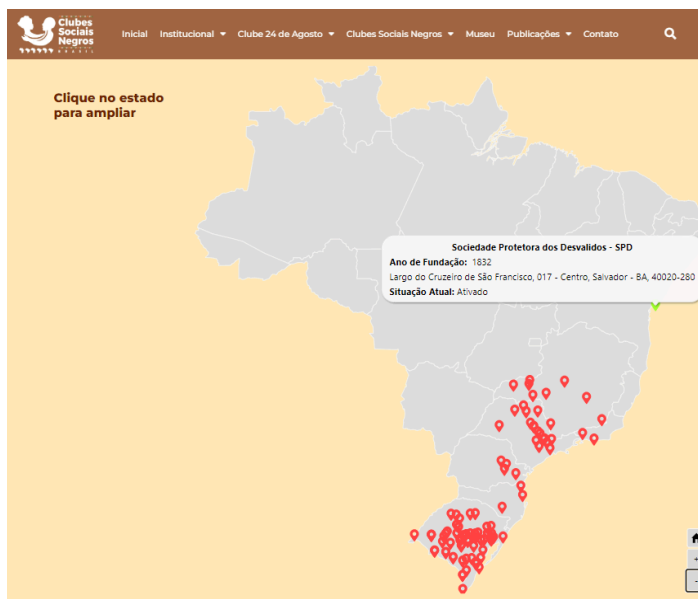 Clubes
Sociais
Negros
BRASIL
Inicial Institucional Clube 24 de Agosto Clubes Sociais Negros Museu Publicações Contato
Clique no estado
para ampliar
Sociedade Protetora dos Desvalidos - SPD
Ano de Fundação: 1832
Largo do Cruzeiro de São Francisco, 017 - Centro, Salvador - BA, 40020-280
Situação Atual: Ativado